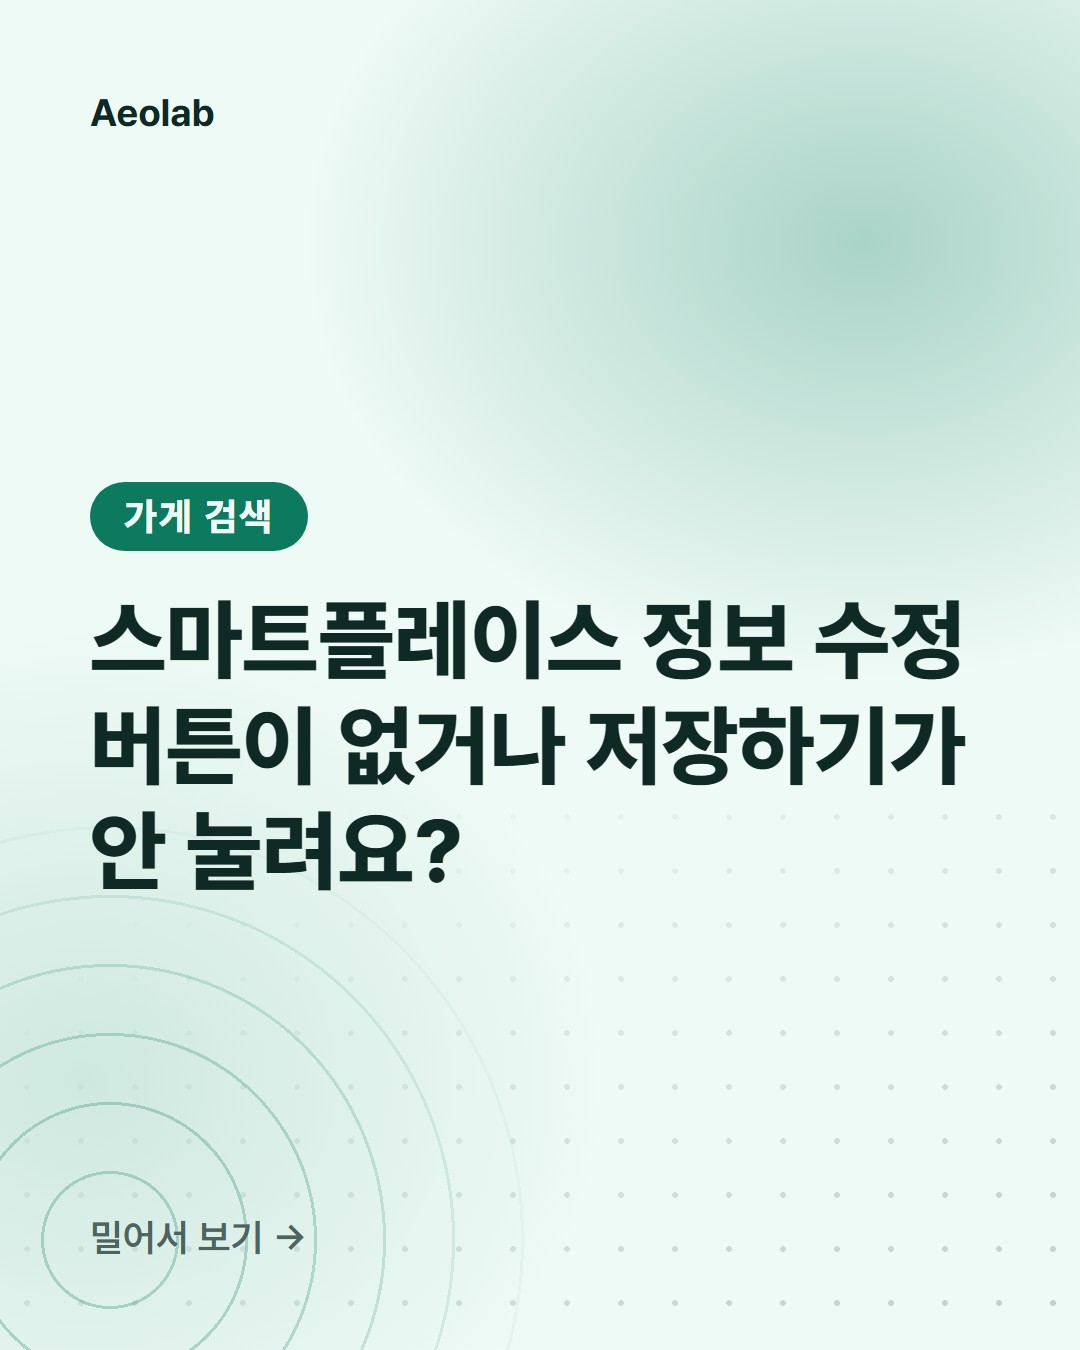 Aeolab
가게 검색
스마트플레이스 정보 수정
버튼이 없거나 저장하기가
안 눌려요?
밀어서 보기 →